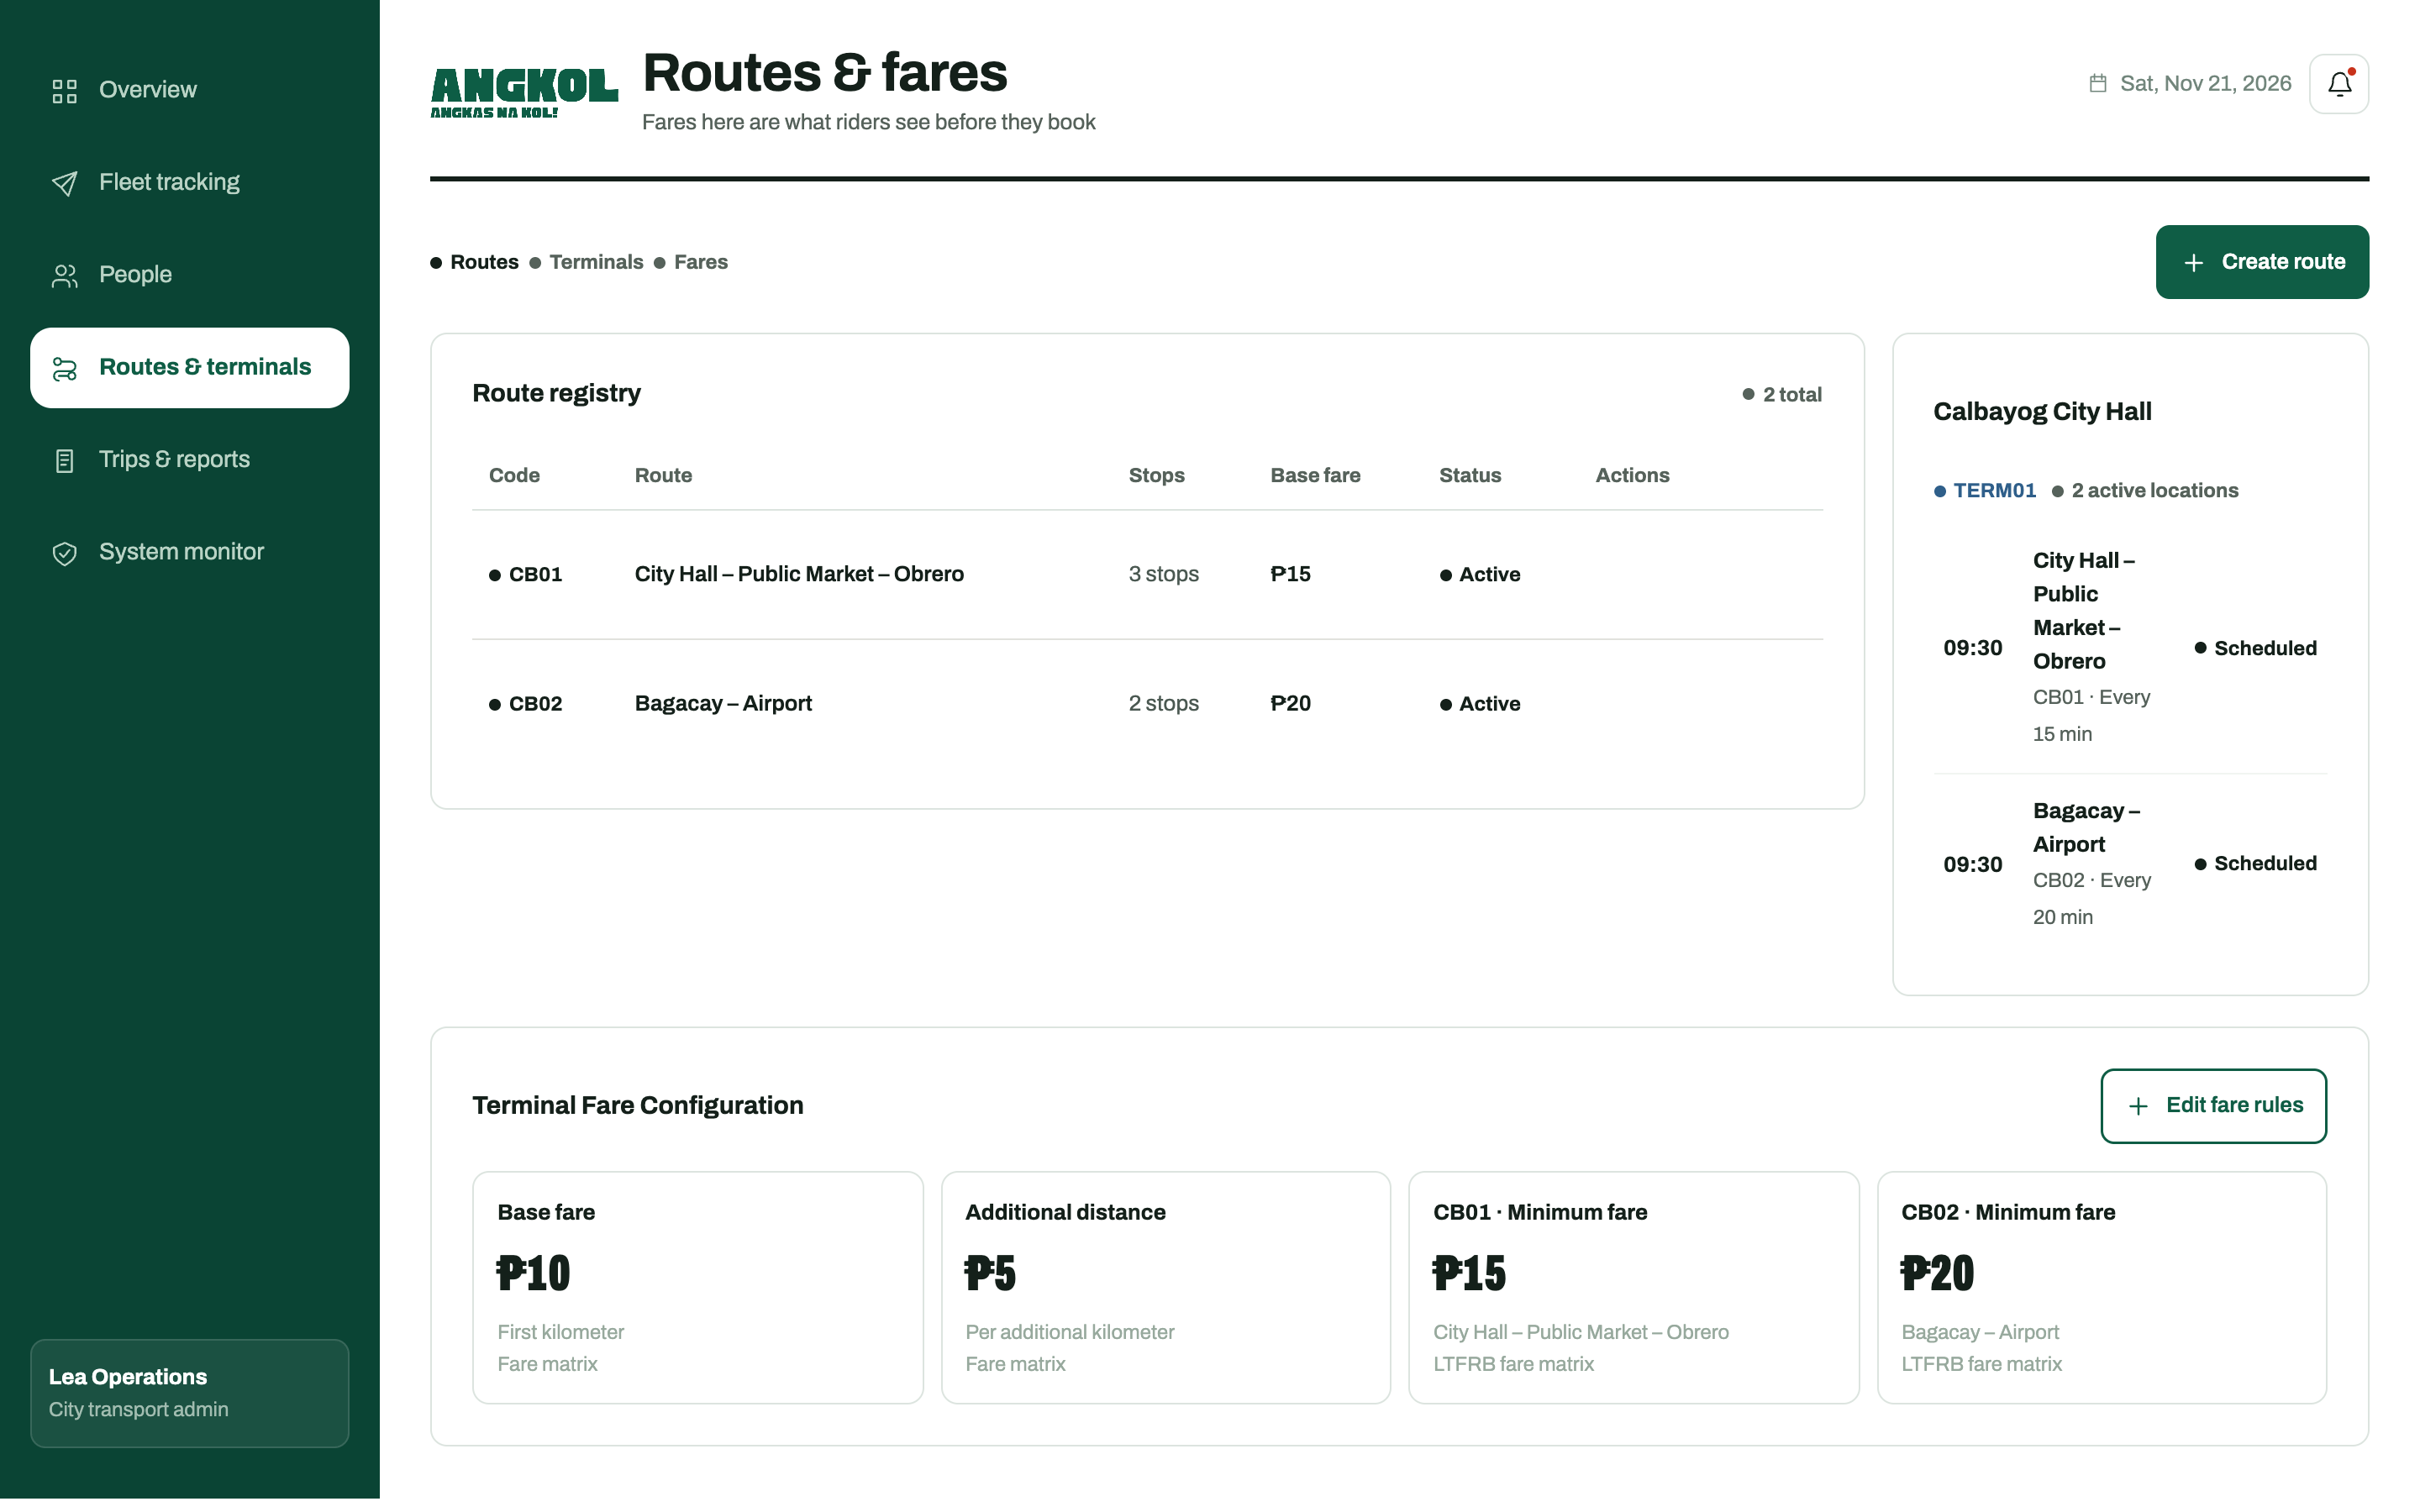 Overview
Fleet tracking
People
Routes & terminals
Trips & reports
System monitor
Lea Operations
City transport admin
ANGKOL
ANGKAS NA KOL!
Routes & fares
Fares here are what riders see before they book
Sat, Nov 21, 2026
Routes Terminals Fares
Create route
Route registry
2 total
Code Route Stops Base fare Status Actions
CB01 City Hall – Public Market – Obrero 3 stops ₱15 Active
CB02 Bagacay – Airport 2 stops ₱20 Active
Calbayog City Hall
TERM01 2 active locations
City Hall –
Public
Market –
Obrero
09:30
Scheduled
CB01 · Every
15 min
Bagacay –
Airport
09:30
Scheduled
CB02 · Every
20 min
Terminal Fare Configuration
Edit fare rules
Base fare
₱10
First kilometer
Fare matrix
Additional distance
₱5
Per additional kilometer
Fare matrix
CB01 · Minimum fare
₱15
City Hall – Public Market – Obrero
LTFRB fare matrix
CB02 · Minimum fare
₱20
Bagacay – Airport
LTFRB fare matrix